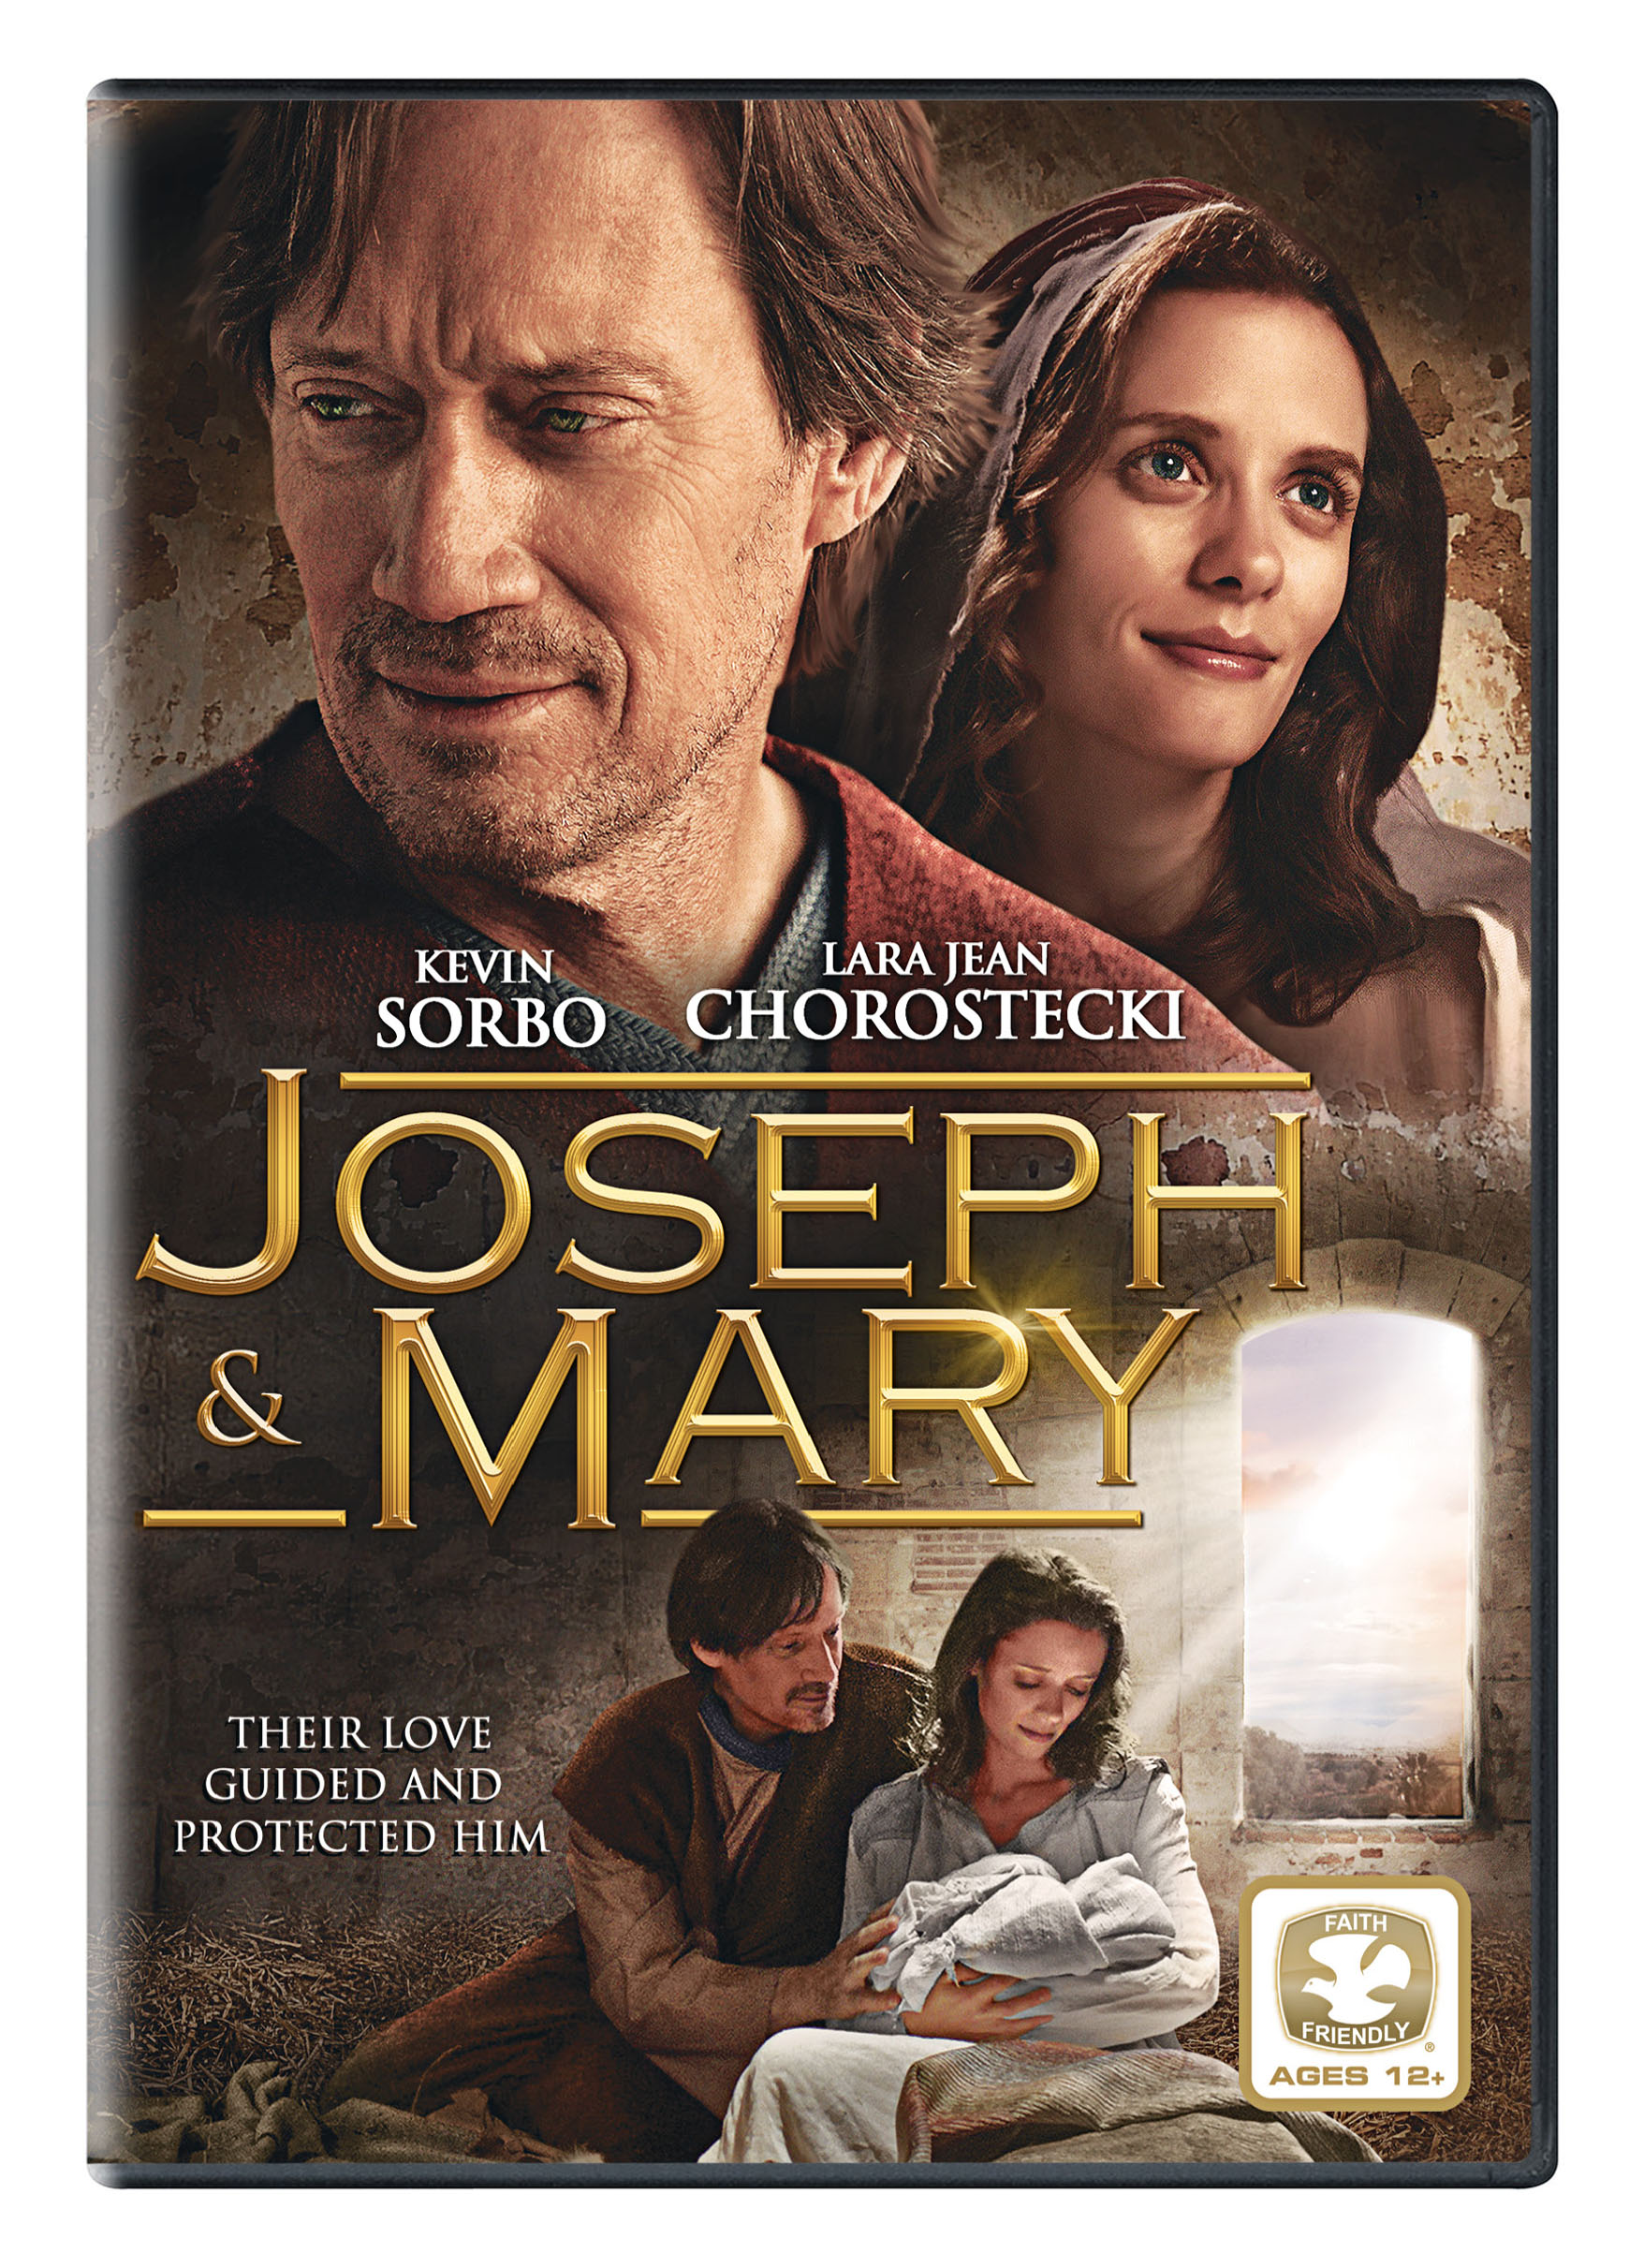 KEVIN
SORBO
LARA JEAN
CHOROSTECKI
JOSEPH
& MARY
THEIR LOVE
GUIDED AND
PROTECTED HIM
FAITH
FRIENDLY®
AGES 12+